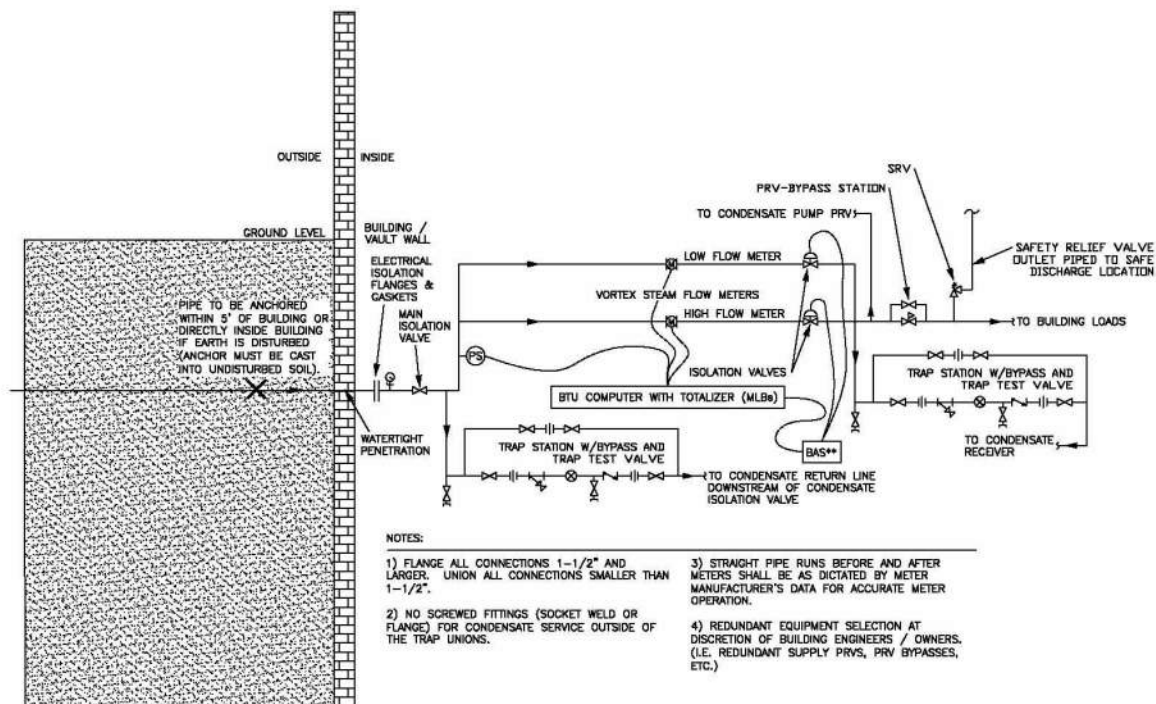 OUTSIDE
INSIDE
GROUND LEVEL
BUILDING /
VAULT WALL
ELECTRICAL
ISOLATION
FLANGES &
GASKETS
MAIN
ISOLATION
VALVE
PIPE TO BE ANCHORED
WITHIN 5' OF BUILDING OR
DIRECTLY INSIDE BUILDING
IF EARTH IS DISTURBED
(ANCHOR MUST BE CAST
INTO UNDISTURBED SOIL).
WATERTIGHT
PENETRATION
PS
SRV
PRV-BYPASS STATION
TO CONDENSATE PUMP PRV
LOW FLOW METER
VORTEX STEAM FLOW METERS
HIGH FLOW METER
SAFETY RELIEF VALVE
OUTLET PIPED TO SAFE
DISCHARGE LOCATION
TO BUILDING LOADS
ISOLATION VALVES
BTU COMPUTER WITH TOTALIZER (MLBs)
BAS**
TRAP STATION W/BYPASS AND
TRAP TEST VALVE
TO CONDENSATE
RECEIVER
TRAP STATION W/BYPASS AND
TRAP TEST VALVE
TO CONDENSATE RETURN LINE
DOWNSTREAM OF CONDENSATE
ISOLATION VALVE
NOTES:
1) FLANGE ALL CONNECTIONS 1-1/2" AND
LARGER. UNION ALL CONNECTIONS SMALLER THAN
1-1/2".
2) NO SCREWED FITTINGS (SOCKET WELD OR
FLANGE) FOR CONDENSATE SERVICE OUTSIDE OF
THE TRAP UNIONS.
3) STRAIGHT PIPE RUNS BEFORE AND AFTER
METERS SHALL BE AS DICTATED BY METER
MANUFACTURER'S DATA FOR ACCURATE METER
OPERATION.
4) REDUNDANT EQUIPMENT SELECTION AT
DISCRETION OF BUILDING ENGINEERS / OWNERS.
(I.E. REDUNDANT SUPPLY PRVS, PRV BYPASSES,
ETC.)